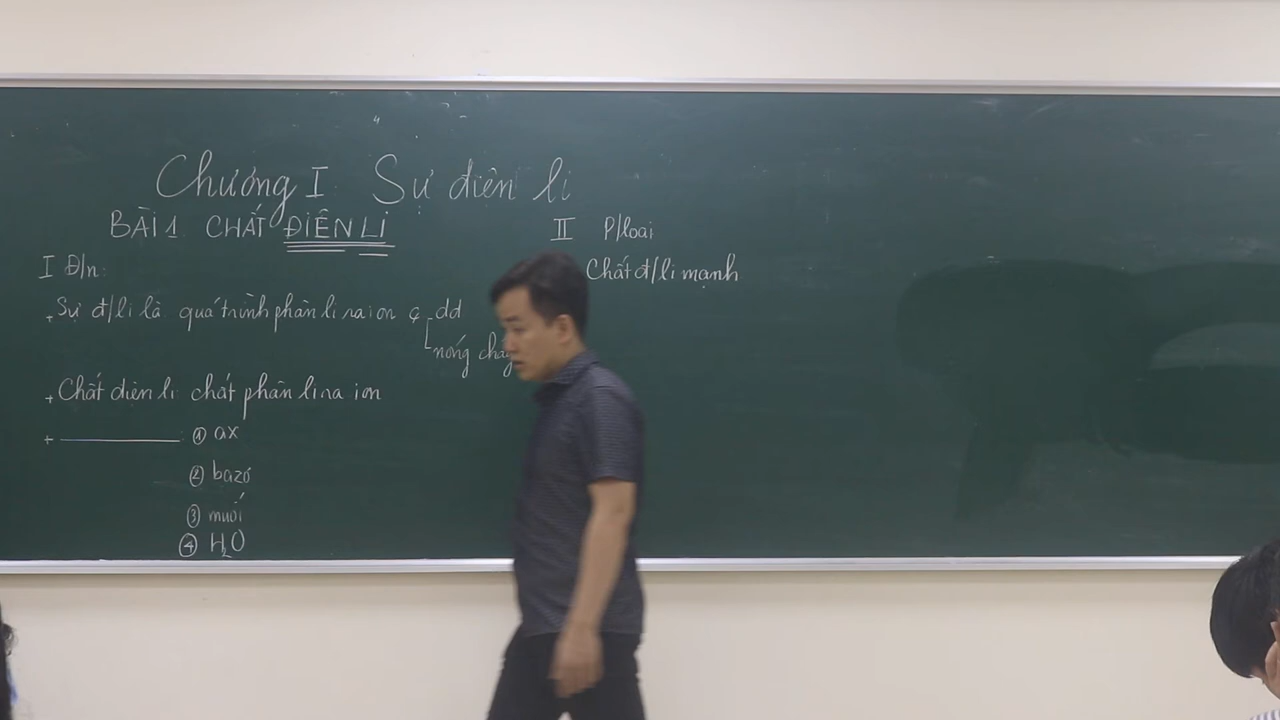 Chương I. Sự điện li
BÀI 1. CHẤT ĐIỆN LI
I Đ/n:
+ Sự đ/li là quá trình phân li ra ion dd
nóng chảy
+ Chất điện li: chất phân li ra ion
+ ———— : ① ax
② bazơ
③ muối
④ H₂O
II P/loại
Chất đ/li mạnh